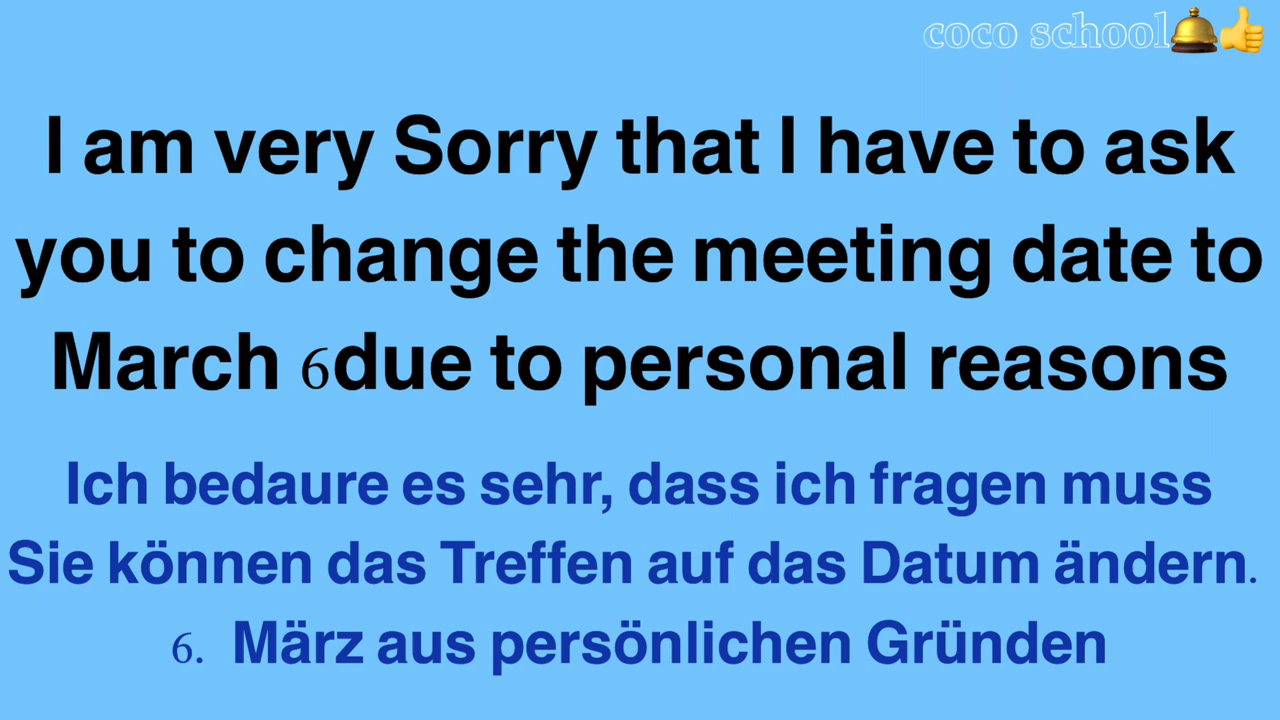 coco school🛎️👍
I am very Sorry that I have to ask
you to change the meeting date to
March 6due to personal reasons
Ich bedaure es sehr, dass ich fragen muss
Sie können das Treffen auf das Datum ändern.
6. März aus persönlichen Gründen